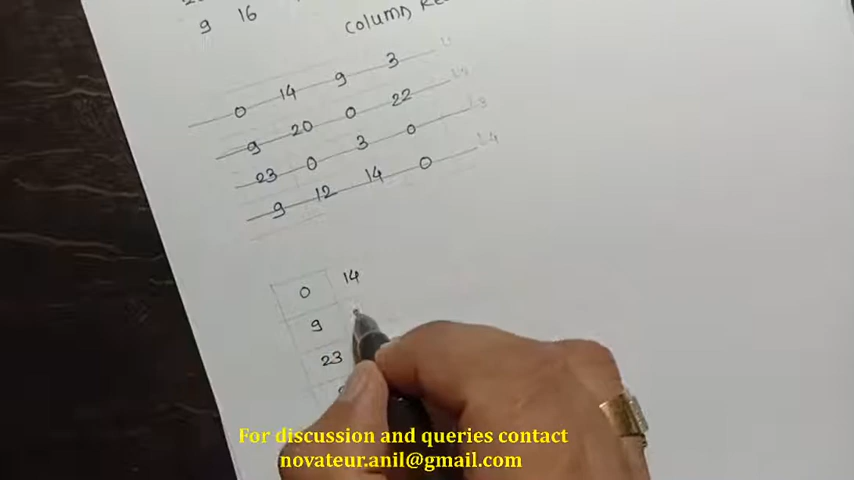 9 16
Column Re
0 14 9 3
9 20 0 22
23 0 3 0
9 12 14 0
0 14
9
23
For discussion and queries contact
novateur.anil@gmail.com